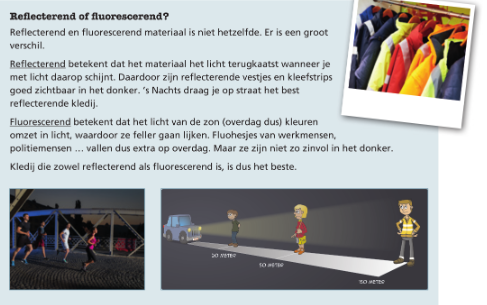 Reflecterend of fluorescerend?
Reflecterend en fluorescerend materiaal is niet hetzelfde. Er is een groot
verschil.
Reflecterend betekent dat het materiaal het licht terugkaatst wanneer je
met licht daarop schijnt. Daardoor zijn reflecterende vestjes en kleefstrips
goed zichtbaar in het donker. ’s Nachts draag je op straat het best
reflecterende kledij.
Fluorescerend betekent dat het licht van de zon (overdag dus) kleuren
omzet in licht, waardoor ze feller gaan lijken. Fluohesjes van werkmensen,
politiemensen … vallen dus extra op overdag. Maar ze zijn niet zo zinvol in het donker.
Kledij die zowel reflecterend als fluorescerend is, is dus het beste.
20 METER
50 METER
150 METER